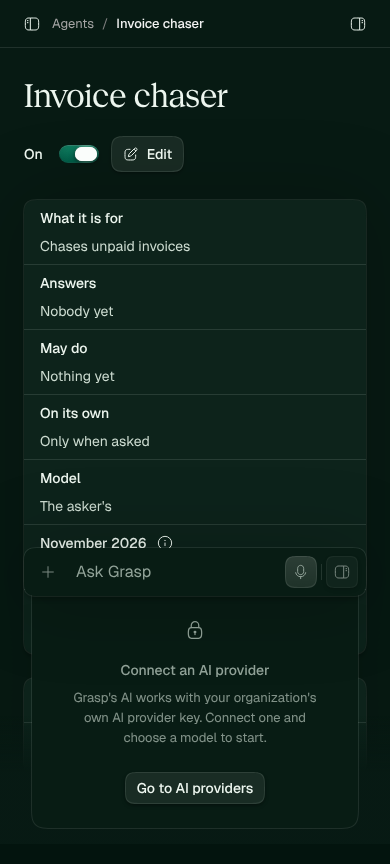 Agents / Invoice chaser
Invoice chaser
On
Edit
What it is for
Chases unpaid invoices
Answers
Nobody yet
May do
Nothing yet
On its own
Only when asked
Model
The asker's
November 2026
Ask Grasp
Connect an AI provider
Grasp's AI works with your organization's
own AI provider key. Connect one and
choose a model to start.
Go to AI providers